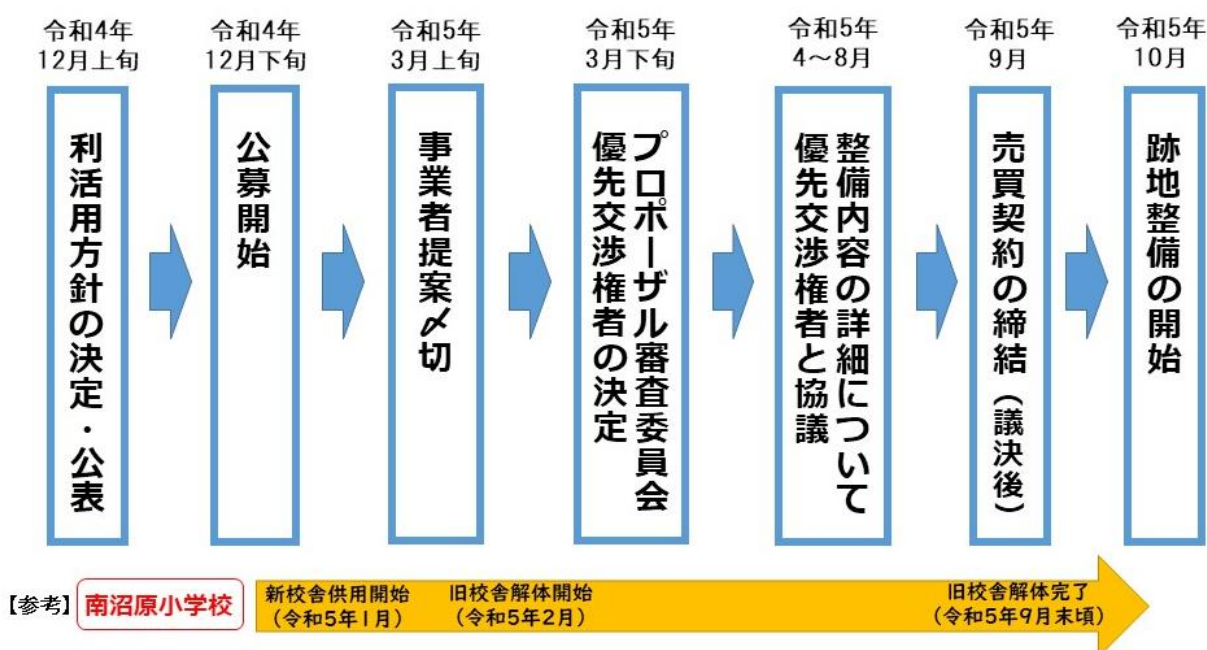 令和4年
12月上旬
令和4年
12月下旬
令和5年
3月上旬
令和5年
3月下旬
令和5年
4～8月
令和5年
9月
令和5年
10月
利活用方針の決定・公表
公募開始
事業者提案〆切
プロポーザル審査委員会
優先交渉権者の決定
整備内容の詳細について
優先交渉権者と協議
売買契約の締結（議決後）
跡地整備の開始
【参考】南沼原小学校
新校舎供用開始
（令和5年1月）
旧校舎解体開始
（令和5年2月）
旧校舎解体完了
（令和5年9月末頃）